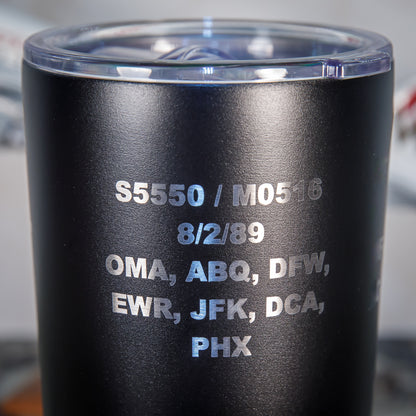 S5550 / M0516
8/2/89
OMA, ABQ, DFW,
EWR, JFK, DCA,
PHX